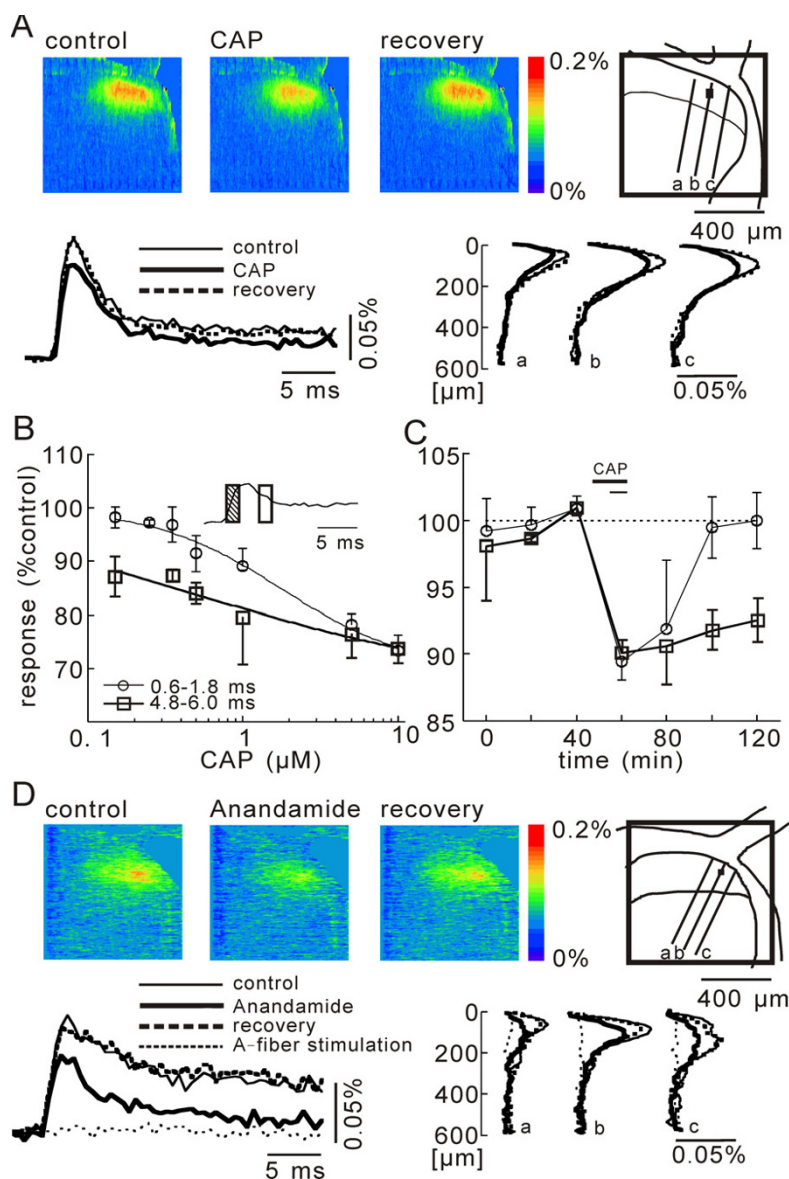 A
control CAP recovery
0.2%
0%
a b c
400 µm
control
CAP
recovery
0.05%
5 ms
0
200
400
600
[µm]
a b c
0.05%
B
response (%control)
110
100
90
80
70
5 ms
0.6-1.8 ms
4.8-6.0 ms
0.1 1 10
CAP (µM)
C
105
100
95
90
85
CAP
0 20 40 60 80 100 120
time (min)
D
control Anandamide recovery
0.2%
0%
a b c
400 µm
control
Anandamide
recovery
A-fiber stimulation
0.05%
5 ms
0
200
400
600
[µm]
a b c
0.05%